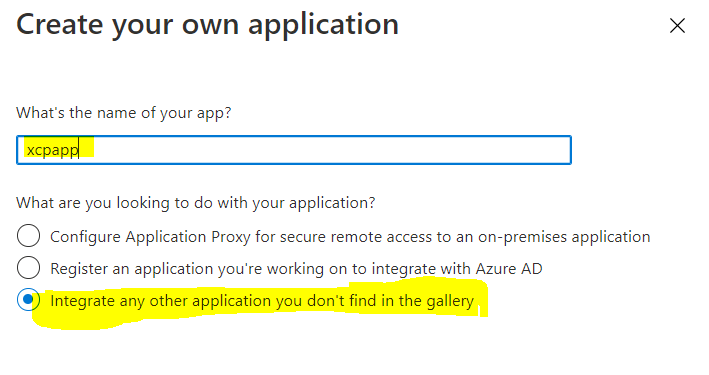 Create your own application
What's the name of your app?
xcpapp
What are you looking to do with your application?
Configure Application Proxy for secure remote access to an on-premises application
Register an application you're working on to integrate with Azure AD
Integrate any other application you don't find in the gallery